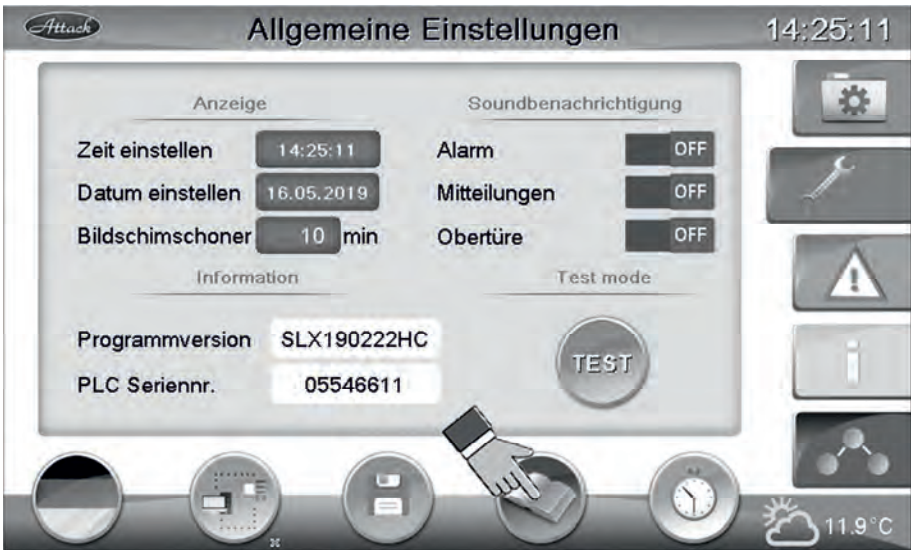 Attack
Allgemeine Einstellungen
14:25:11
Anzeige
Zeit einstellen 14:25:11
Datum einstellen 16.05.2019
Bildschimschoner 10 min
Soundbenachrichtigung
Alarm OFF
Mitteilungen OFF
Obertüre OFF
Information
Programmversion SLX190222HC
PLC Seriennr. 05546611
Test mode
TEST
11.9°C